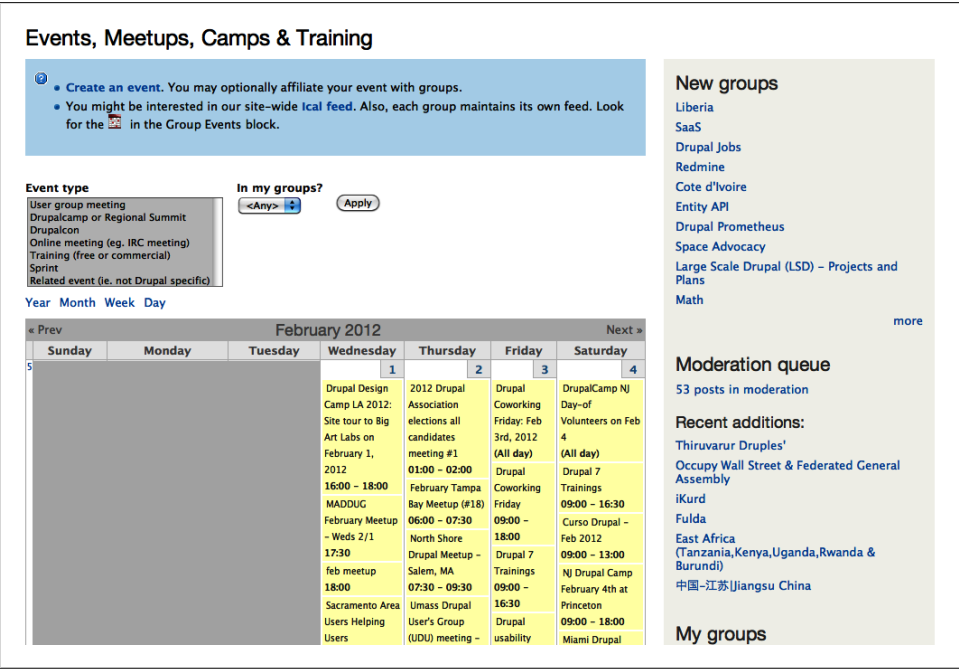 Events, Meetups, Camps & Training
Create an event. You may optionally affiliate your event with groups.
You might be interested in our site-wide Ical feed. Also, each group maintains its own feed. Look
for the in the Group Events block.
Event type
User group meeting
Drupalcamp or Regional Summit
Drupalcon
Online meeting (eg. IRC meeting)
Training (free or commercial)
Sprint
Related event (ie. not Drupal specific)
In my groups?
<Any>
Apply
Year Month Week Day
« Prev February 2012 Next »
Sunday Monday Tuesday Wednesday Thursday Friday Saturday
5
1
Drupal Design
Camp LA 2012:
Site tour to Big
Art Labs on
February 1,
2012
16:00 - 18:00
MADDUG
February Meetup
- Weds 2/1
17:30
feb meetup
18:00
Sacramento Area
Users Helping
Users
2
2012 Drupal
Association
elections all
candidates
meeting #1
01:00 - 02:00
February Tampa
Bay Meetup (#18)
06:00 - 07:30
North Shore
Drupal Meetup -
Salem, MA
07:30 - 09:30
Umass Drupal
User's Group
(UDU) meeting -
3
Drupal
Coworking
Friday: Feb
3rd, 2012
(All day)
Drupal
Coworking
Friday
09:00 -
18:00
Drupal 7
Trainings
09:00 -
16:30
Drupal
usability
4
DrupalCamp NJ
Day-of
Volunteers on Feb
4
(All day)
Drupal 7
Trainings
09:00 - 16:30
Curso Drupal -
Feb 2012
09:00 - 13:00
NJ Drupal Camp
February 4th at
Princeton
09:00 - 18:00
Miami Drupal
New groups
Liberia
SaaS
Drupal Jobs
Redmine
Cote d'Ivoire
Entity API
Drupal Prometheus
Space Advocacy
Large Scale Drupal (LSD) - Projects and
Plans
Math
more
Moderation queue
53 posts in moderation
Recent additions:
Thiruvarur Druples'
Occupy Wall Street & Federated General
Assembly
iKurd
Fulda
East Africa
(Tanzania,Kenya,Uganda,Rwanda &
Burundi)
中国-江苏|Jiangsu China
My groups